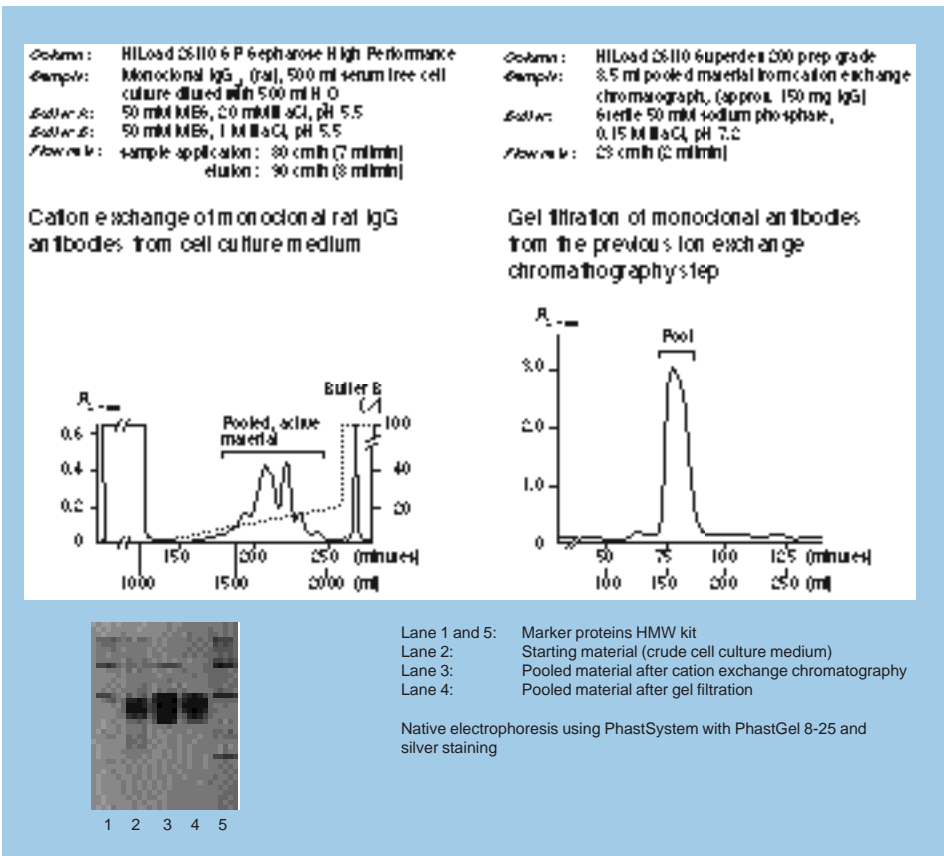 Column: HiLoad 26/10 SP Sepharose High Performance
Sample: Monoclonal IgG (rat), 500 ml serum free cell
culture diluted with 500 ml H O
Buffer A: 50 mM MES, 20 mM NaCl, pH 5.5
Buffer B: 50 mM MES, 1 M NaCl, pH 5.5
Flow rate: sample application: 80 cm/h (7 ml/min)
elution: 90 cm/h (8 ml/min)
Cation exchange of monoclonal rat IgG
antibodies from cell culture medium
Buffer B
Pooled, active
material
0.6
0.4
0.2
0
100
40
20
150 200 250 (minutes)
1000 1500 2000 (ml)
Column: HiLoad 26/10 Superdex 200 prep grade
Sample: 8.5 ml pooled material from cation exchange
chromatograph, (approx. 150 mg IgG)
Buffer: Sterile 50 mM sodium phosphate,
0.15 M NaCl, pH 7.2
Flow rate: 23 cm/h (2 ml/min)
Gel filtration of monoclonal antibodies
from the previous ion exchange
chromathography step
Pool
3.0
2.0
1.0
0
50 75 100 125 (minutes)
100 150 200 250 (ml)
1 2 3 4 5
Lane 1 and 5: Marker proteins HMW kit
Lane 2: Starting material (crude cell culture medium)
Lane 3: Pooled material after cation exchange chromatography
Lane 4: Pooled material after gel filtration
Native electrophoresis using PhastSystem with PhastGel 8-25 and
silver staining